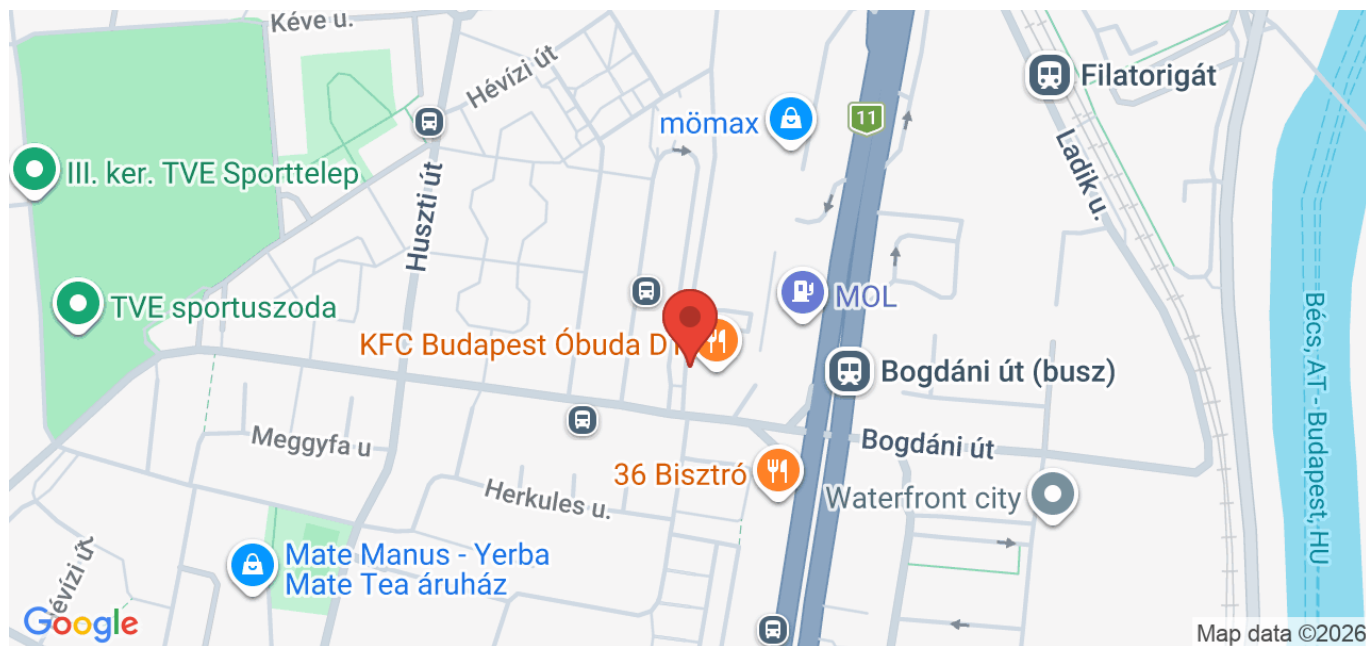 Kéve u.
Hévízi út
Filatorigát
mömax
11
III. ker. TVE Sporttelep
Ladik u.
Huszti út
TVE sportuszoda
MOL
KFC Budapest Óbuda D
Bogdáni út (busz)
Bécs, AT - Budapest, HU
Meggyfa u
Bogdáni út
36 Bisztró
Herkules u.
Waterfront city
Mate Manus - Yerba
Mate Tea áruház
Hévízi út
Google
Map data ©2026